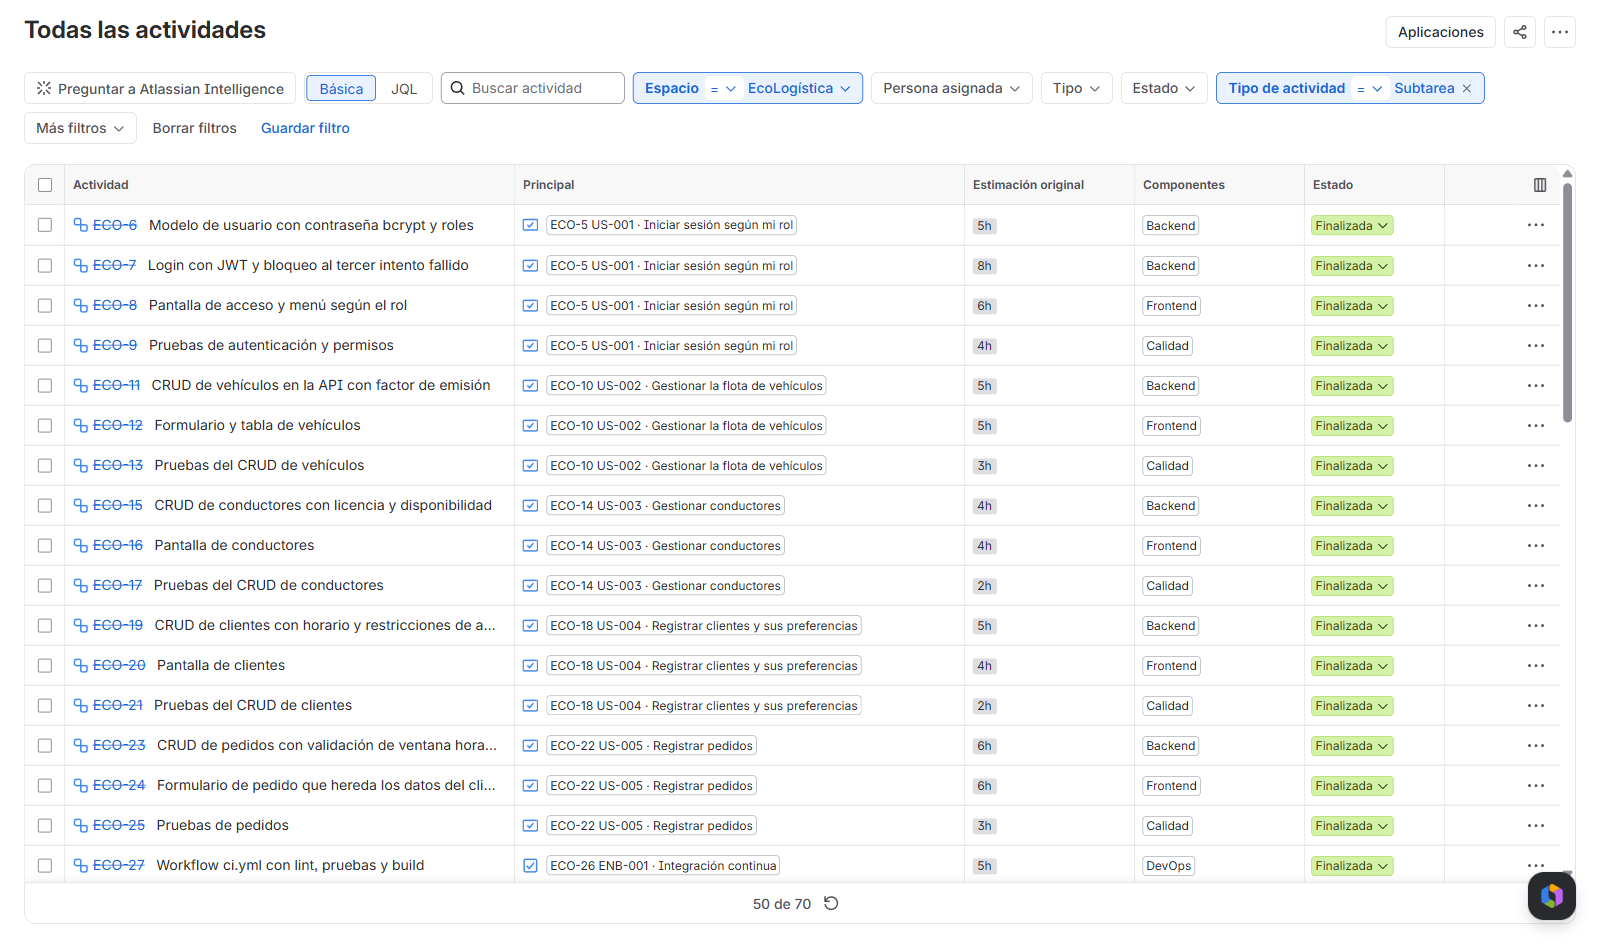 Todas las actividades
Aplicaciones
Preguntar a Atlassian Intelligence Básica JQL Buscar actividad Espacio = EcoLogística Persona asignada Tipo Estado Tipo de actividad = Subtarea
Más filtros Borrar filtros Guardar filtro
Actividad Principal Estimación original Componentes Estado
ECO-6 Modelo de usuario con contraseña bcrypt y roles ECO-5 US-001 · Iniciar sesión según mi rol 5h Backend Finalizada
ECO-7 Login con JWT y bloqueo al tercer intento fallido ECO-5 US-001 · Iniciar sesión según mi rol 8h Backend Finalizada
ECO-8 Pantalla de acceso y menú según el rol ECO-5 US-001 · Iniciar sesión según mi rol 6h Frontend Finalizada
ECO-9 Pruebas de autenticación y permisos ECO-5 US-001 · Iniciar sesión según mi rol 4h Calidad Finalizada
ECO-11 CRUD de vehículos en la API con factor de emisión ECO-10 US-002 · Gestionar la flota de vehículos 5h Backend Finalizada
ECO-12 Formulario y tabla de vehículos ECO-10 US-002 · Gestionar la flota de vehículos 5h Frontend Finalizada
ECO-13 Pruebas del CRUD de vehículos ECO-10 US-002 · Gestionar la flota de vehículos 3h Calidad Finalizada
ECO-15 CRUD de conductores con licencia y disponibilidad ECO-14 US-003 · Gestionar conductores 4h Backend Finalizada
ECO-16 Pantalla de conductores ECO-14 US-003 · Gestionar conductores 4h Frontend Finalizada
ECO-17 Pruebas del CRUD de conductores ECO-14 US-003 · Gestionar conductores 2h Calidad Finalizada
ECO-19 CRUD de clientes con horario y restricciones de a... ECO-18 US-004 · Registrar clientes y sus preferencias 5h Backend Finalizada
ECO-20 Pantalla de clientes ECO-18 US-004 · Registrar clientes y sus preferencias 4h Frontend Finalizada
ECO-21 Pruebas del CRUD de clientes ECO-18 US-004 · Registrar clientes y sus preferencias 2h Calidad Finalizada
ECO-23 CRUD de pedidos con validación de ventana hora... ECO-22 US-005 · Registrar pedidos 6h Backend Finalizada
ECO-24 Formulario de pedido que hereda los datos del cli... ECO-22 US-005 · Registrar pedidos 6h Frontend Finalizada
ECO-25 Pruebas de pedidos ECO-22 US-005 · Registrar pedidos 3h Calidad Finalizada
ECO-27 Workflow ci.yml con lint, pruebas y build ECO-26 ENB-001 · Integración continua 5h DevOps Finalizada
50 de 70